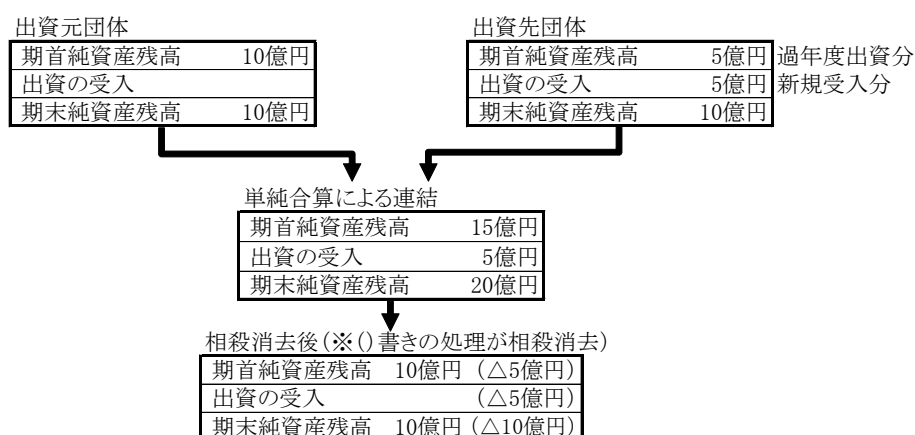 出資元団体
期首純資産残高 10億円
出資の受入
期末純資産残高 10億円
出資先団体
期首純資産残高 5億円 過年度出資分
出資の受入 5億円 新規受入分
期末純資産残高 10億円
単純合算による連結
期首純資産残高 15億円
出資の受入 5億円
期末純資産残高 20億円
相殺消去後(※()書きの処理が相殺消去)
期首純資産残高 10億円 (△5億円)
出資の受入 (△5億円)
期末純資産残高 10億円 (△10億円)